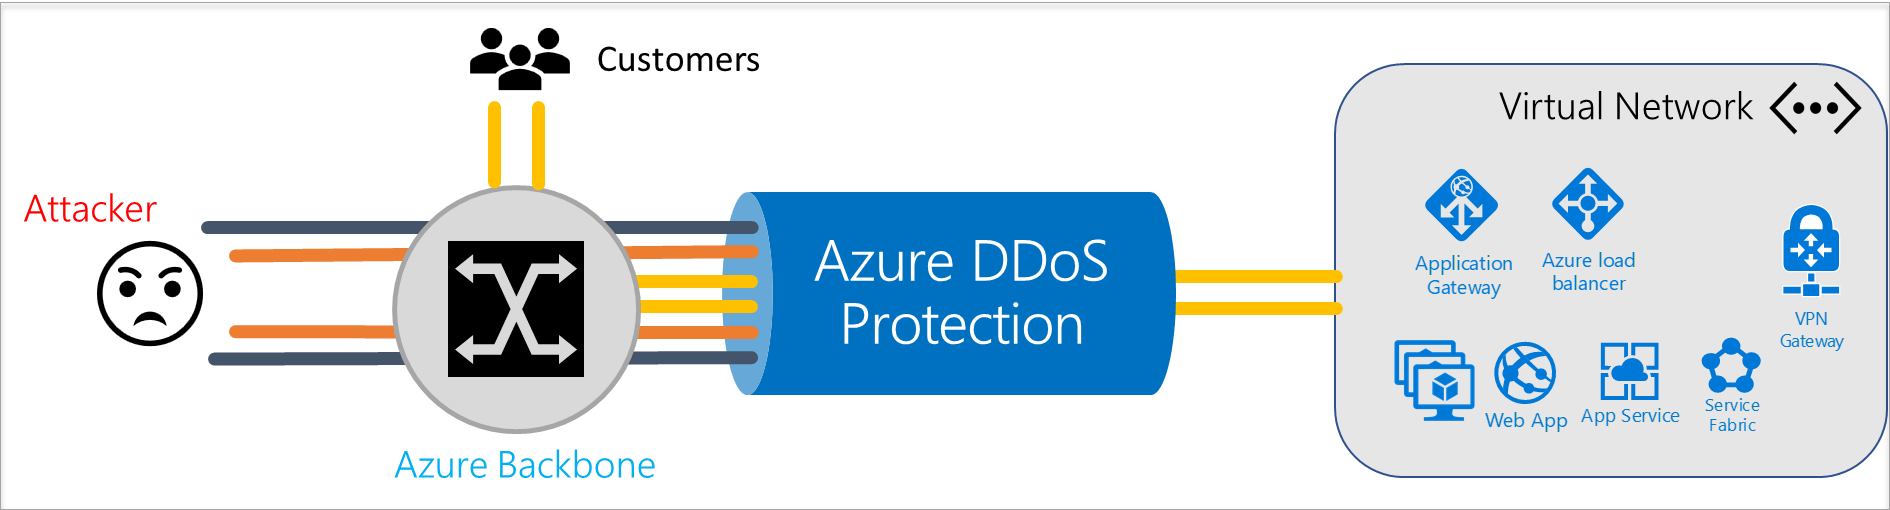 Customers
Attacker
Azure Backbone
Azure DDoS
Protection
Virtual Network
Application
Gateway
Azure load
balancer
VPN
Gateway
Web App
App Service
Service
Fabric